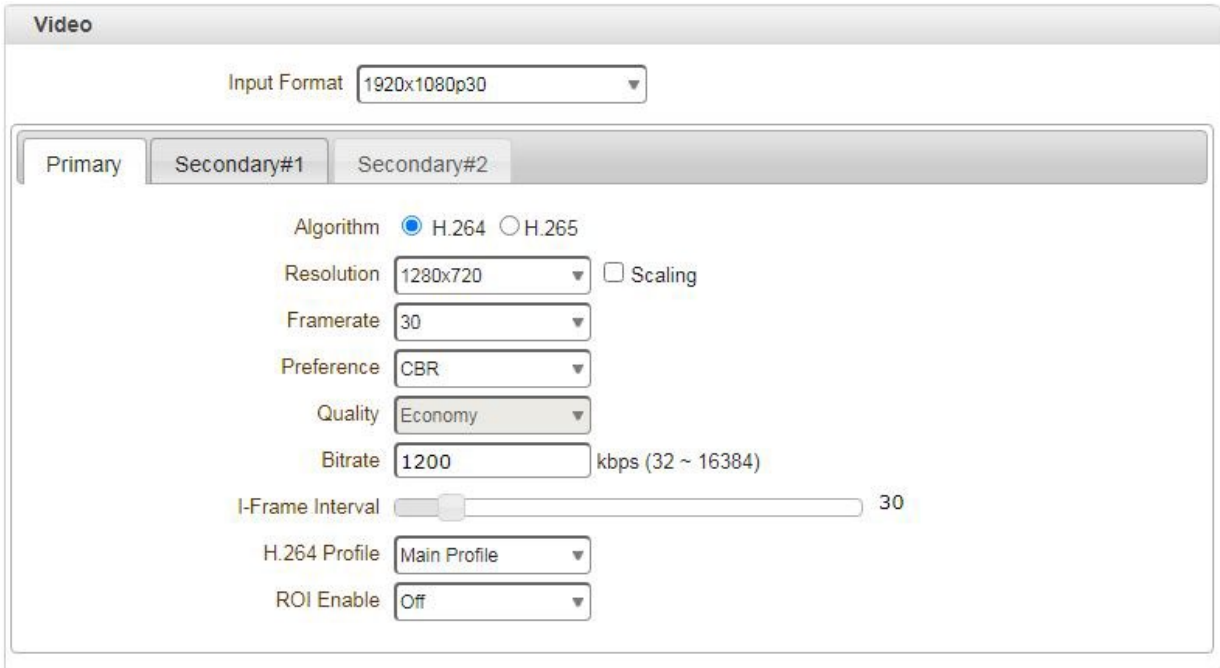 Video
Input Format 1920x1080p30
Primary Secondary#1 Secondary#2
Algorithm H.264 H.265
Resolution 1280x720 Scaling
Framerate 30
Preference CBR
Quality Economy
Bitrate 1200 kbps (32 ~ 16384)
I-Frame Interval 30
H.264 Profile Main Profile
ROI Enable Off